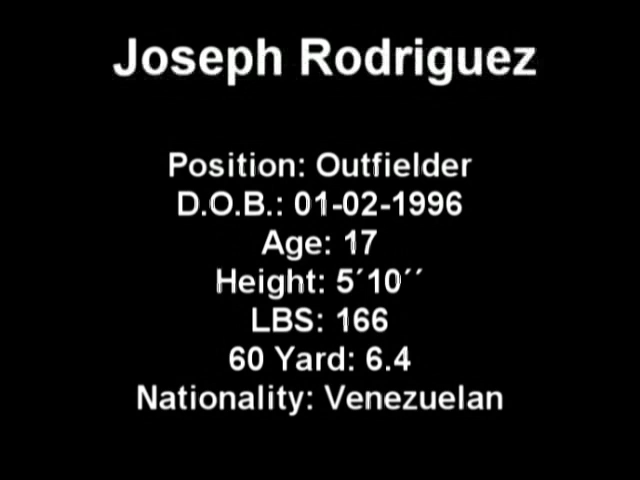 Joseph Rodriguez
Position: Outfielder
D.O.B.: 01-02-1996
Age: 17
Height: 5´10´´
LBS: 166
60 Yard: 6.4
Nationality: Venezuelan